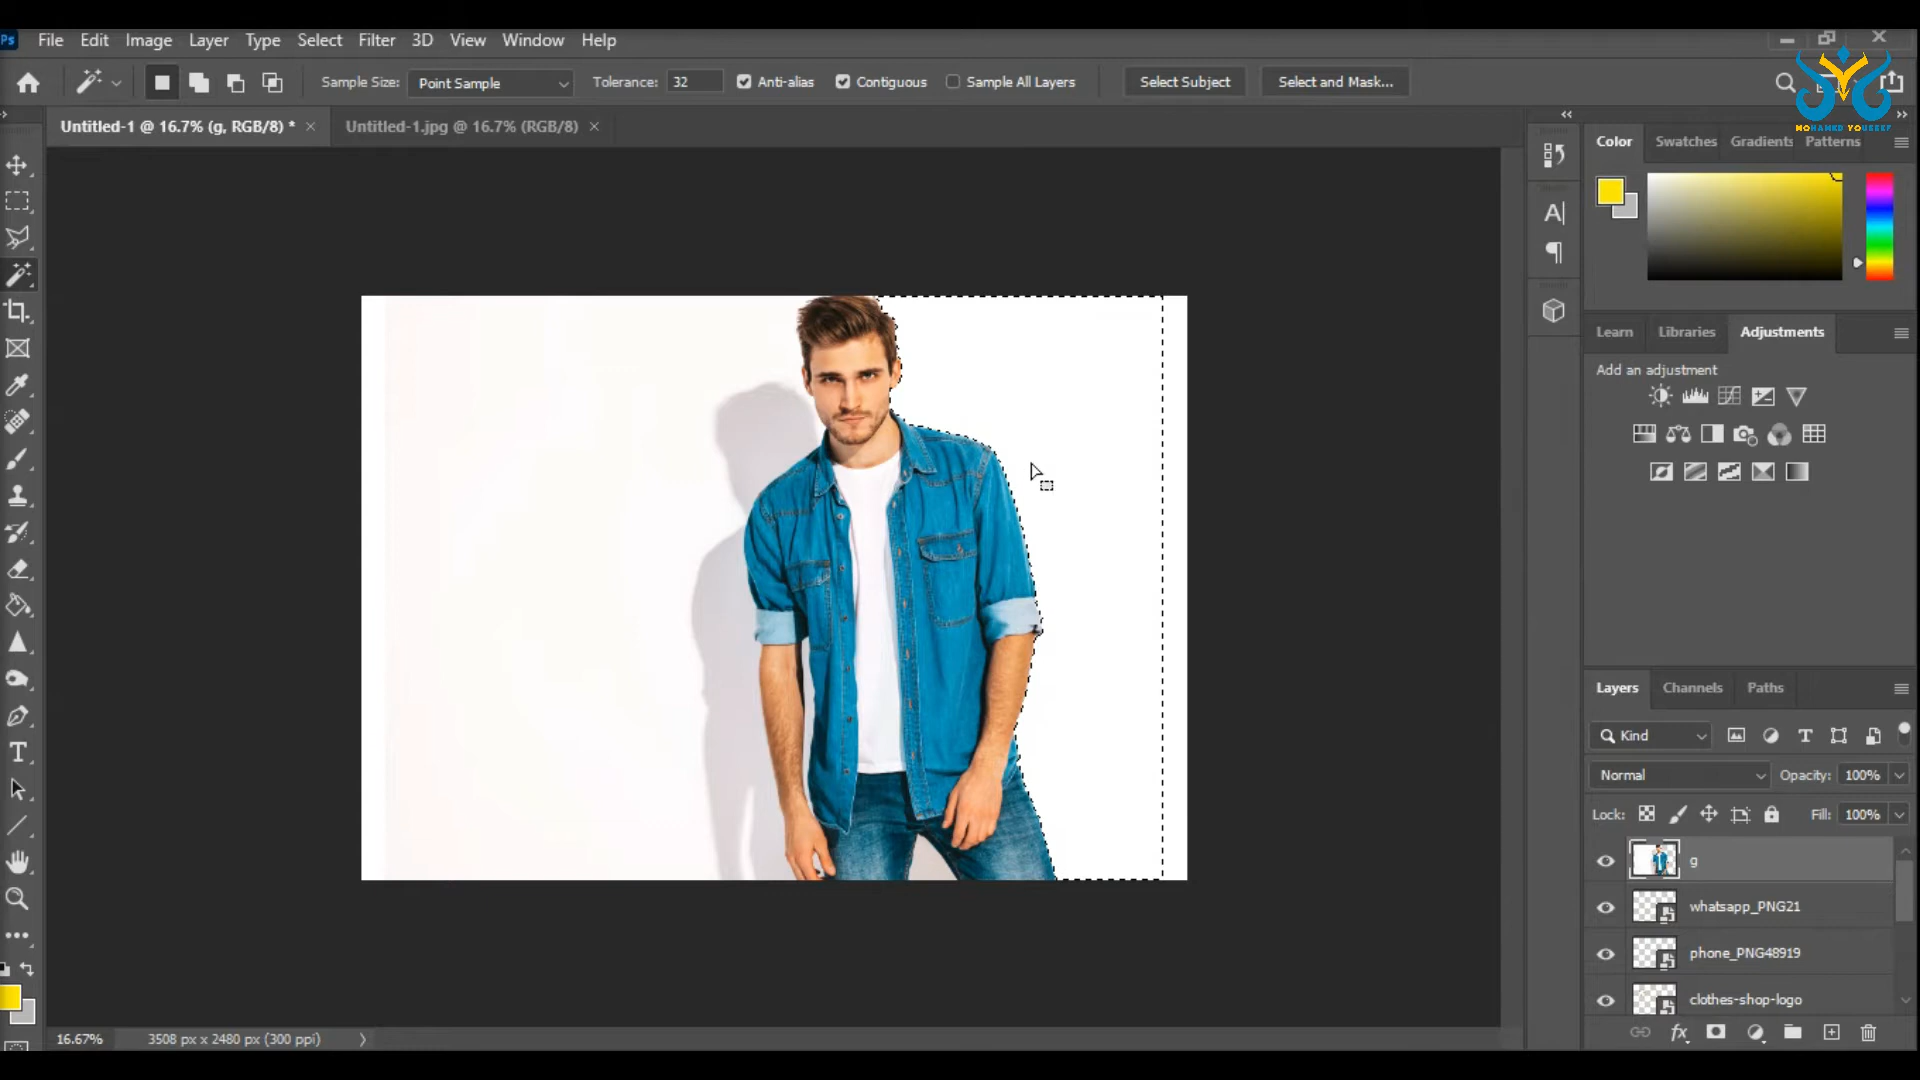 Ps File Edit Image Layer Type Select Filter 3D View Window Help
Sample Size: Point Sample Tolerance: 32 Anti-alias Contiguous Sample All Layers Select Subject Select and Mask...
MOHAMED YOUSSEF
Untitled-1 @ 16.7% (g, RGB/8) * × Untitled-1.jpg @ 16.7% (RGB/8) ×
Color Swatches Gradients Patterns
Learn Libraries Adjustments
Add an adjustment
Layers Channels Paths
Kind
Normal Opacity: 100%
Lock: Fill: 100%
g
whatsapp_PNG21
phone_PNG48919
clothes-shop-logo
16.67% 3508 px x 2480 px (300 ppi)